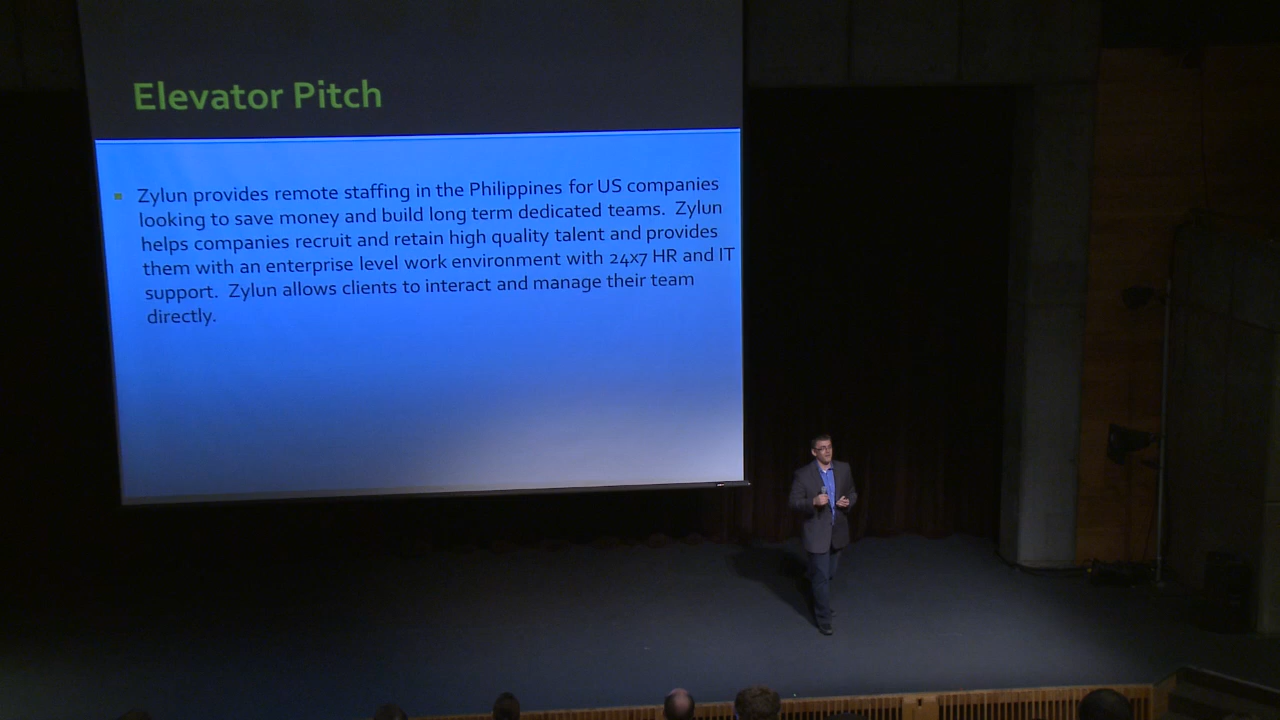 Elevator Pitch
Zylun provides remote staffing in the Philippines for US companies
looking to save money and build long term dedicated teams.  Zylun
helps companies recruit and retain high quality talent and provides
them with an enterprise level work environment with 24x7 HR and IT
support.  Zylun allows clients to interact and manage their team
directly.